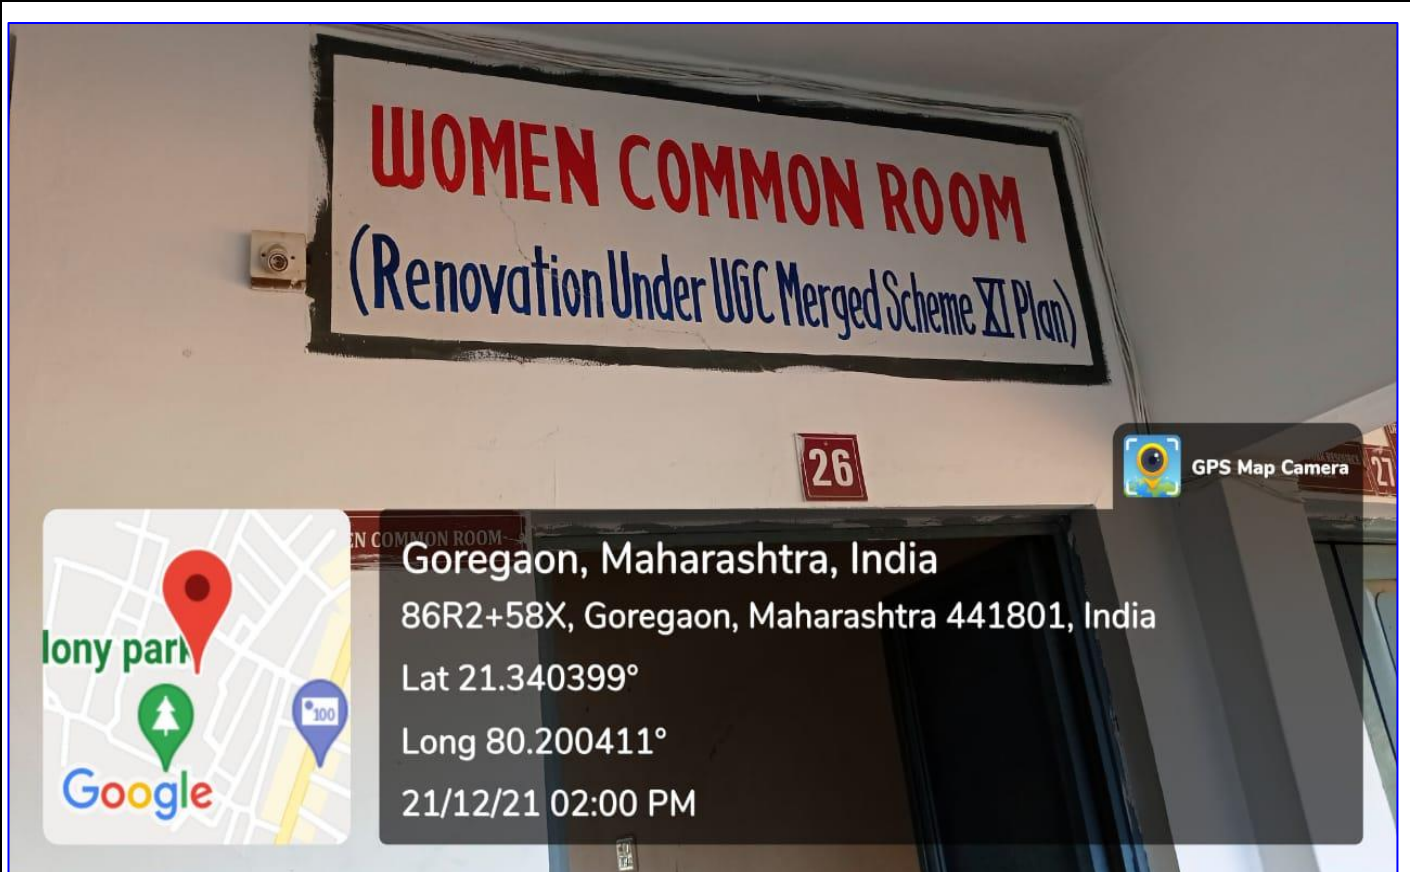 WOMEN COMMON ROOM
(Renovation Under UGC Merged Scheme XI Plan)
26
GPS Map Camera
27
COMMON ROOM
Goregaon, Maharashtra, India
86R2+58X, Goregaon, Maharashtra 441801, India
Lat 21.340399°
Long 80.200411°
21/12/21 02:00 PM
lony park
100
Google